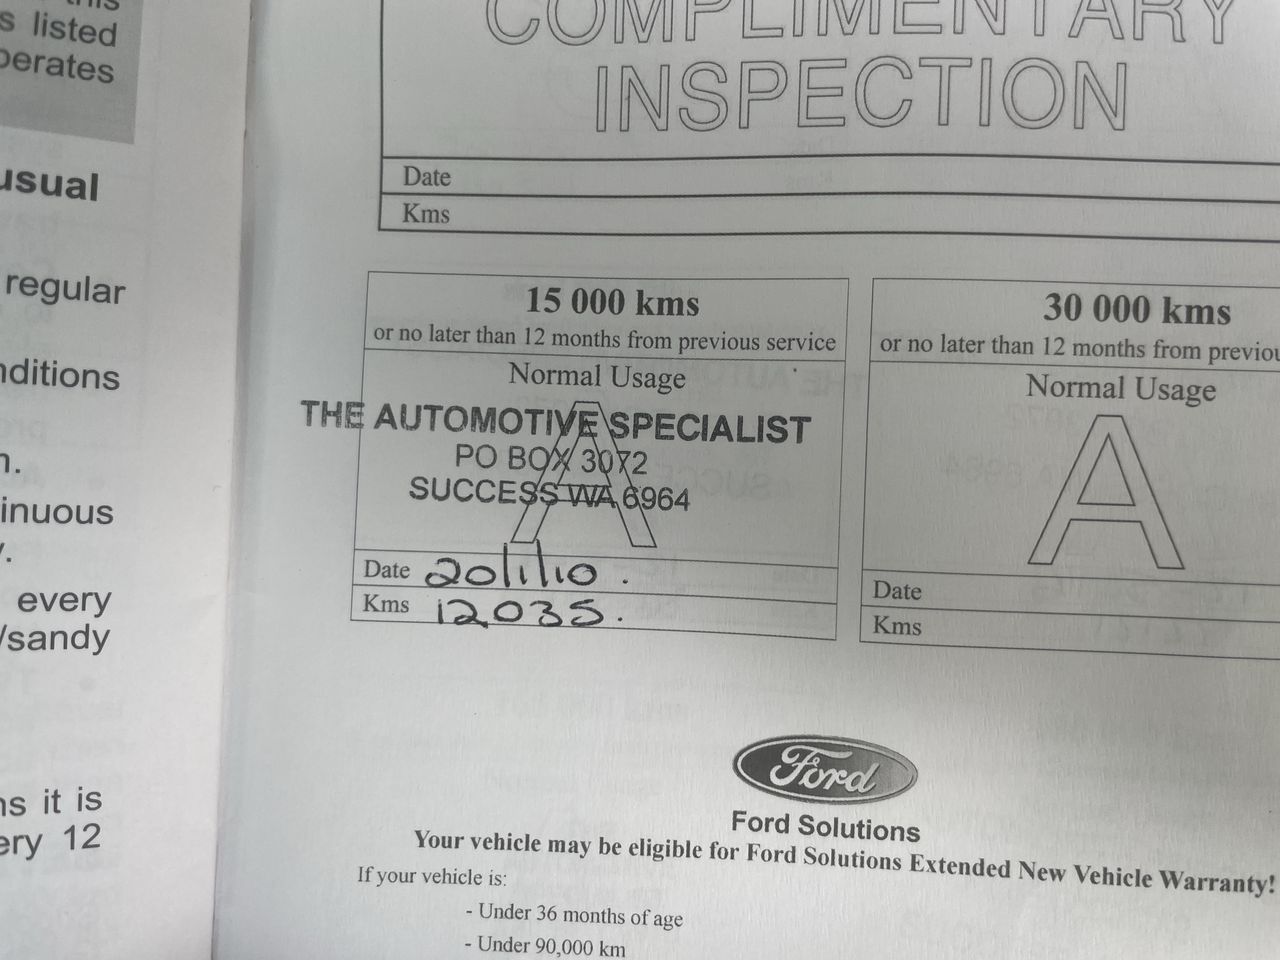 s listed
perates
usual
regular
nditions
n.
inuous
y.
every
/sandy
ns it is
ery 12
COMPLIMENTARY
INSPECTION
Date
Kms
15 000 kms
or no later than 12 months from previous service
Normal Usage
A
THE AUTOMOTIVE SPECIALIST
PO BOX 3072
SUCCESS WA 6964
Date 20/1/10.
Kms 12035.
30 000 kms
or no later than 12 months from previou
Normal Usage
A
Date
Kms
Ford
Ford Solutions
Your vehicle may be eligible for Ford Solutions Extended New Vehicle Warranty!
If your vehicle is:
- Under 36 months of age
- Under 90,000 km